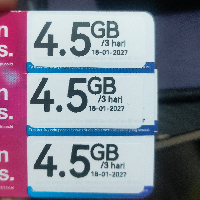 n
s.
4.5GB
/3 hari
18-01-2027
n
s.
4.5GB
/3 hari
18-01-2027
n
s.
4.5GB
/3 hari
18-01-2027